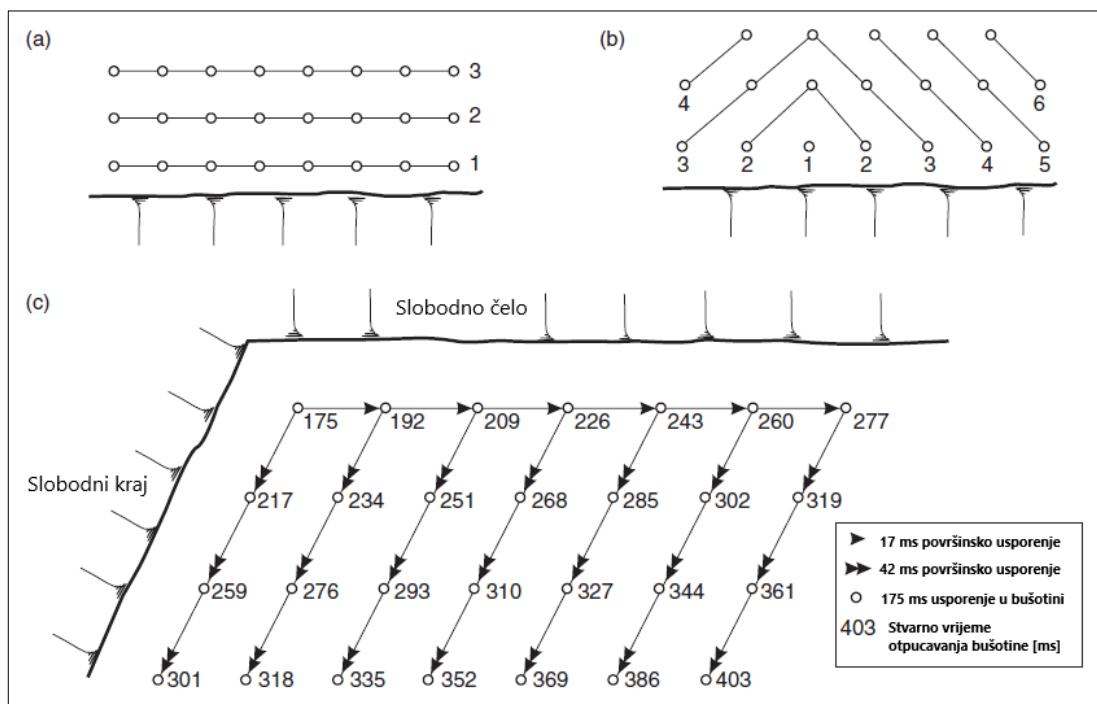 (a)
3
2
1
(b)
4 6
3 2 1 2 3 4 5
(c)
Slobodno čelo
Slobodni kraj
175 192 209 226 243 260 277
217 234 251 268 285 302 319
259 276 293 310 327 344 361
301 318 335 352 369 386 403
17 ms površinsko usporenje
42 ms površinsko usporenje
175 ms usporenje u bušotini
403 Stvarno vrijeme
otpucavanja bušotine [ms]